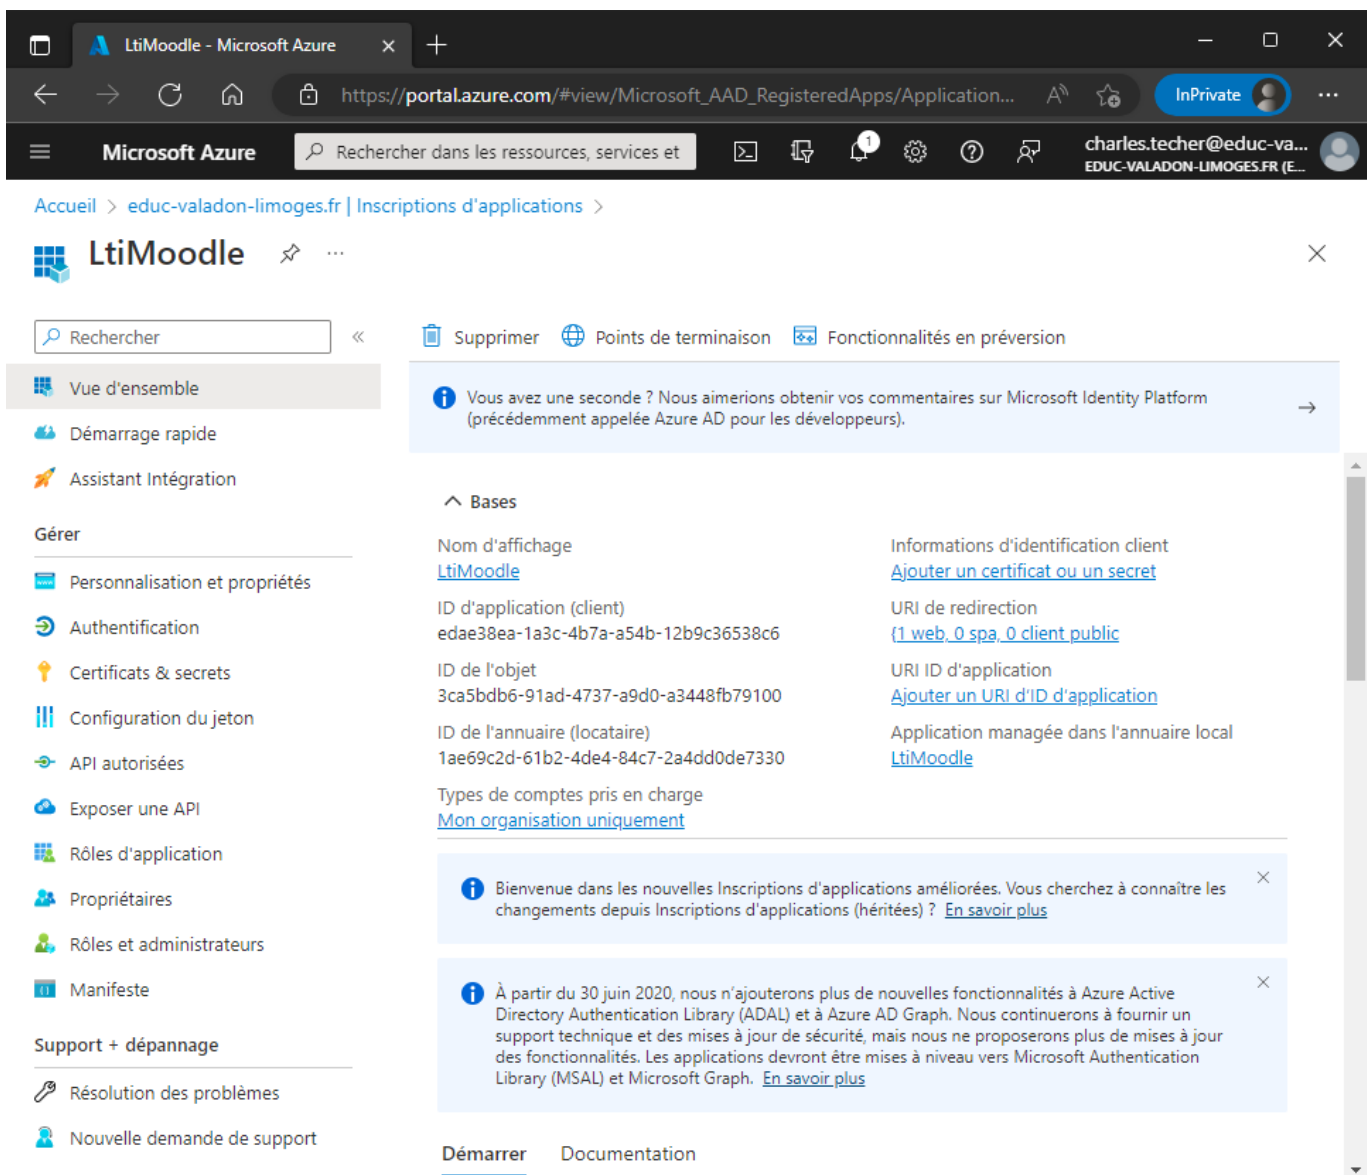 LtiMoodle - Microsoft Azure
https://portal.azure.com/#view/Microsoft_AAD_RegisteredApps/Application...
InPrivate
Microsoft Azure
Rechercher dans les ressources, services et
1
charles.techer@educ-va...
EDUC-VALADON-LIMOGES.FR (E...
Accueil > educ-valadon-limoges.fr | Inscriptions d'applications >
LtiMoodle
Rechercher
Vue d'ensemble
Démarrage rapide
Assistant Intégration
Gérer
Personnalisation et propriétés
Authentification
Certificats & secrets
Configuration du jeton
API autorisées
Exposer une API
Rôles d'application
Propriétaires
Rôles et administrateurs
Manifeste
Support + dépannage
Résolution des problèmes
Nouvelle demande de support
Supprimer
Points de terminaison
Fonctionnalités en préversion
Vous avez une seconde ? Nous aimerions obtenir vos commentaires sur Microsoft Identity Platform
(précédemment appelée Azure AD pour les développeurs).
Bases
Nom d'affichage
LtiMoodle
ID d'application (client)
edae38ea-1a3c-4b7a-a54b-12b9c36538c6
ID de l'objet
3ca5bdb6-91ad-4737-a9d0-a3448fb79100
ID de l'annuaire (locataire)
1ae69c2d-61b2-4de4-84c7-2a4dd0de7330
Types de comptes pris en charge
Mon organisation uniquement
Informations d'identification client
Ajouter un certificat ou un secret
URI de redirection
{1 web, 0 spa, 0 client public
URI ID d'application
Ajouter un URI d'ID d'application
Application managée dans l'annuaire local
LtiMoodle
Bienvenue dans les nouvelles Inscriptions d'applications améliorées. Vous cherchez à connaître les
changements depuis Inscriptions d'applications (héritées) ? En savoir plus
À partir du 30 juin 2020, nous n'ajouterons plus de nouvelles fonctionnalités à Azure Active
Directory Authentication Library (ADAL) et à Azure AD Graph. Nous continuerons à fournir un
support technique et des mises à jour de sécurité, mais nous ne proposerons plus de mises à jour
des fonctionnalités. Les applications devront être mises à niveau vers Microsoft Authentication
Library (MSAL) et Microsoft Graph. En savoir plus
Démarrer
Documentation